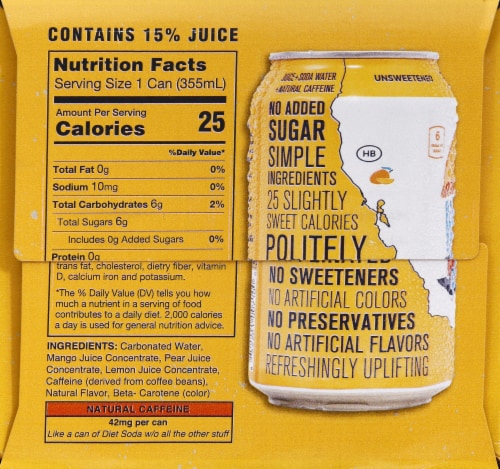 CONTAINS 15% JUICE
Nutrition Facts
Serving Size 1 Can (355mL)
Amount Per Serving
Calories 25
%Daily Value*
Total Fat 0g 0%
Sodium 10mg 0%
Total Carbohydrates 6g 2%
Total Sugars 6g
Includes 0g Added Sugars 0%
Protein 0g
trans fat, cholesterol, dietry fiber, vitamin
D, calcium iron and potassium.
*The % Daily Value (DV) tells you how
much a nutrient in a serving of food
contributes to a daily diet. 2,000 calories
a day is used for general nutrition advice.
INGREDIENTS: Carbonated Water,
Mango Juice Concentrate, Pear Juice
Concentrate, Lemon Juice Concentrate,
Caffeine (derived from coffee beans),
Natural Flavor, Beta- Carotene (color)
NATURAL CAFFEINE
42mg per can
Like a can of Diet Soda w/o all the other stuff
JUICE+SODA WATER
+NATURAL CAFFEINE
UNSWEETENED
NO ADDED
SUGAR
SIMPLE
INGREDIENTS
25 SLIGHTLY
SWEET CALORIES
POLITELY
NO SWEETENERS
NO ARTIFICIAL COLORS
NO PRESERVATIVES
NO ARTIFICIAL FLAVORS
REFRESHINGLY UPLIFTING
HB
6